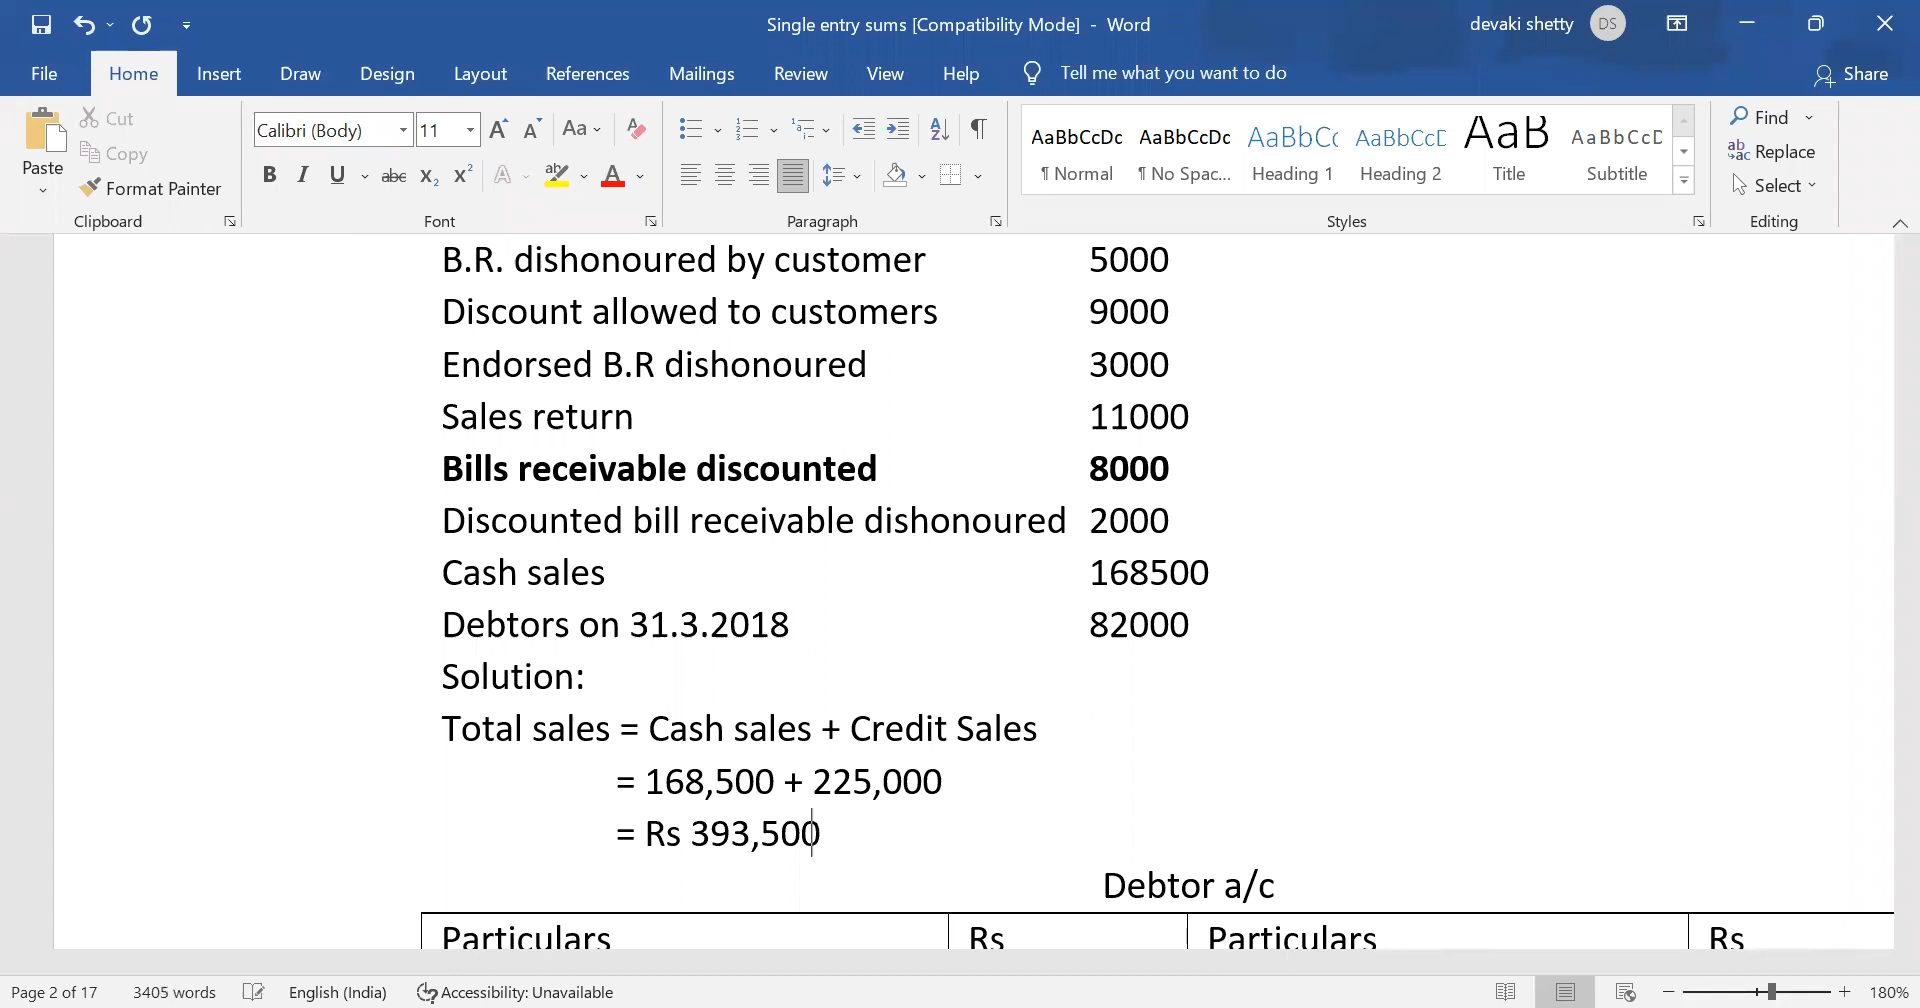 Single entry sums [Compatibility Mode] - Word
devaki shetty DS
File Home Insert Draw Design Layout References Mailings Review View Help Tell me what you want to do Share
Paste
Cut
Copy
Format Painter
Clipboard
Calibri (Body) 11
Font
Paragraph
AaBbCcDc AaBbCcDc AaBbC AaBbCcD AaB AaBbCcD
¶ Normal ¶ No Spac... Heading 1 Heading 2 Title Subtitle
Styles
Find
Replace
Select
Editing
B.R. dishonoured by customer 5000
Discount allowed to customers 9000
Endorsed B.R dishonoured 3000
Sales return 11000
Bills receivable discounted 8000
Discounted bill receivable dishonoured 2000
Cash sales 168500
Debtors on 31.3.2018 82000
Solution:
Total sales = Cash sales + Credit Sales
= 168,500 + 225,000
= Rs 393,500
Debtor a/c
Particulars Rs Particulars Rs
Page 2 of 17 3405 words English (India) Accessibility: Unavailable 180%